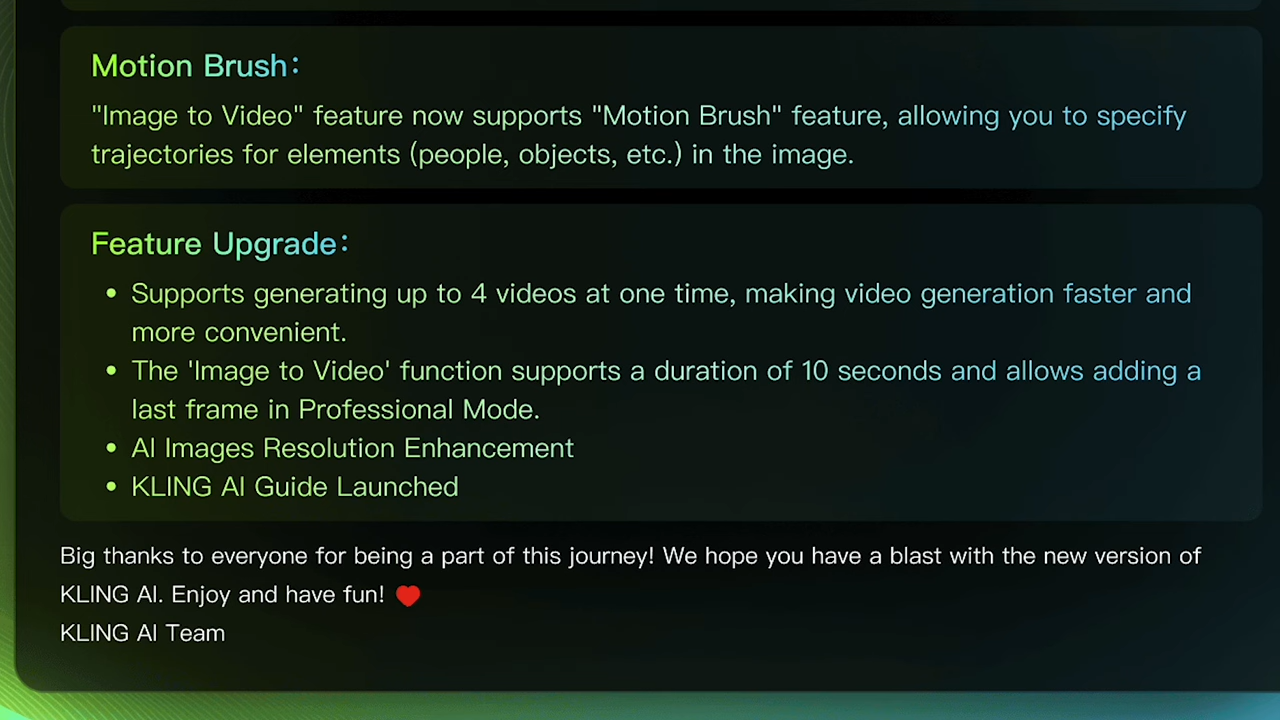 Motion Brush:
"Image to Video" feature now supports "Motion Brush" feature, allowing you to specify
trajectories for elements (people, objects, etc.) in the image.
Feature Upgrade:
• Supports generating up to 4 videos at one time, making video generation faster and
more convenient.
• The 'Image to Video' function supports a duration of 10 seconds and allows adding a
last frame in Professional Mode.
• AI Images Resolution Enhancement
• KLING AI Guide Launched
Big thanks to everyone for being a part of this journey! We hope you have a blast with the new version of
KLING AI. Enjoy and have fun! ❤️
KLING AI Team